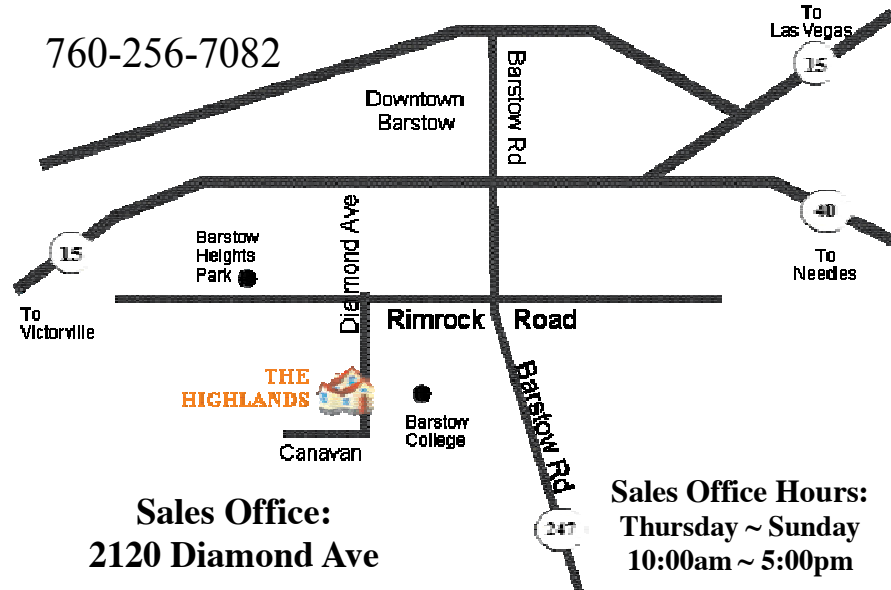 760-256-7082
To
Las Vegas
15
Downtown
Barstow
Barstow Rd
Diamond Ave
40
To
Needles
15
To
Victorville
Barstow
Heights
Park
Rimrock Road
THE
HIGHLANDS
Barstow
College
Barstow Rd
Canavan
247
Sales Office:
2120 Diamond Ave
Sales Office Hours:
Thursday ~ Sunday
10:00am ~ 5:00pm